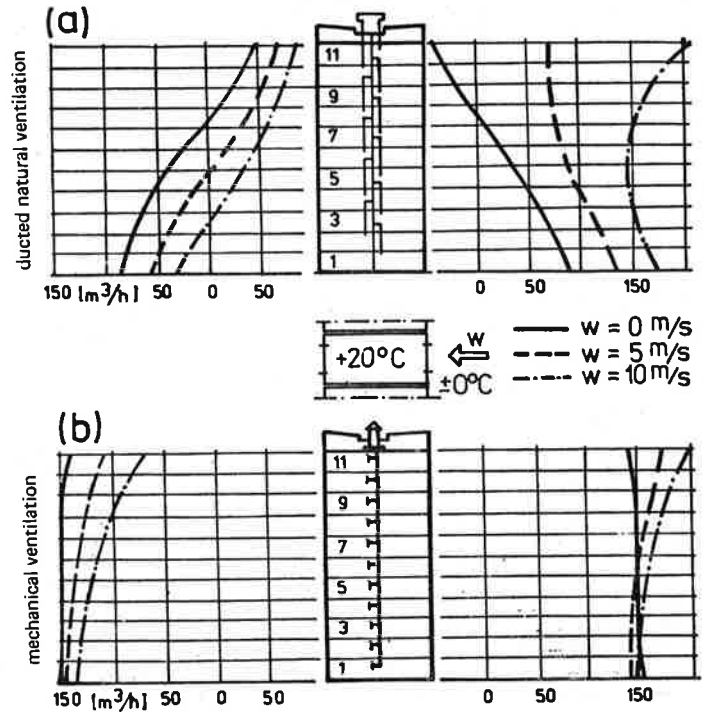 (a)
ducted natural ventilation
11
9
7
5
3
1
150 [m³/h] 50 0 50
0 50 150
+20°C
w
±0°C
w = 0 m/s
w = 5 m/s
w = 10 m/s
(b)
mechanical ventilation
11
9
7
5
3
1
150 [m³/h] 50 0 50
0 50 150